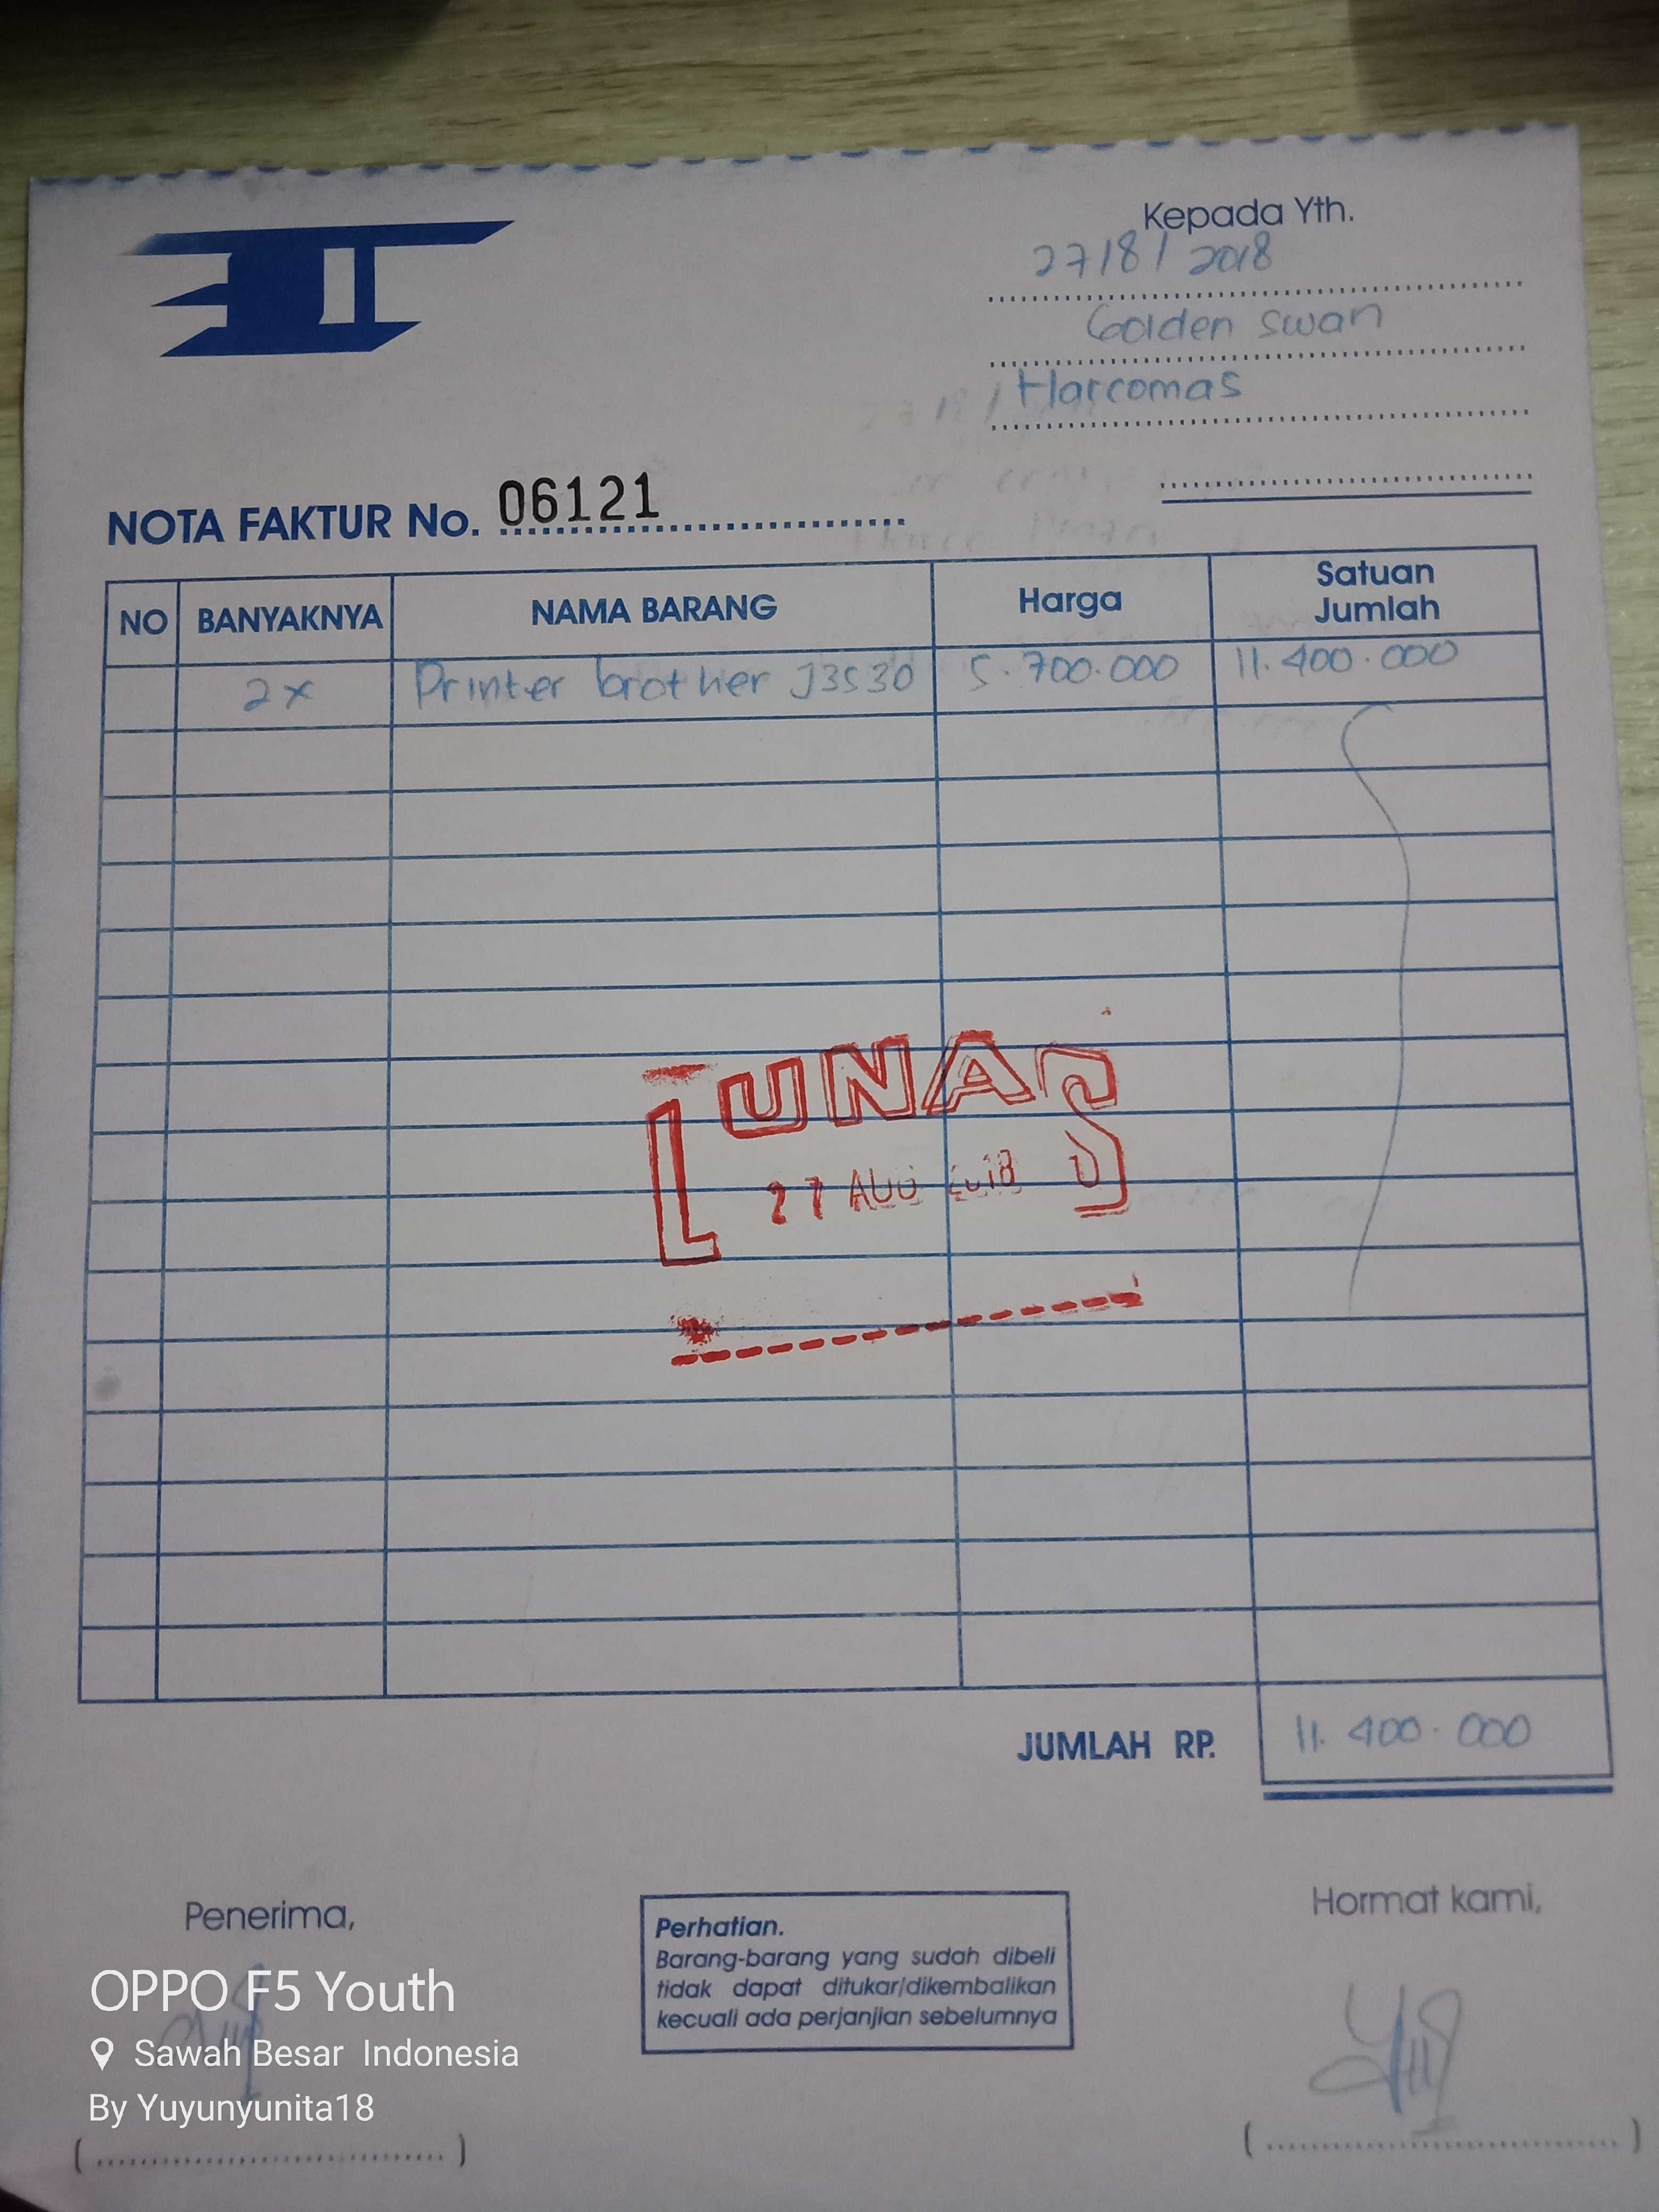 Kepada Yth.
27/8/2018
Golden Swan
Harcomas
NOTA FAKTUR No. 06121
NO BANYAKNYA NAMA BARANG Harga Satuan Jumlah
2x Printer brother J3530 5.700.000 11.400.000
LUNAS
27 AUG 2018
JUMLAH RP. 11.400.000
Penerima,
Hormat kami,
Perhatian.
Barang-barang yang sudah dibeli
tidak dapat ditukar/dikembalikan
kecuali ada perjanjian sebelumnya
OPPO F5 Youth
Sawah Besar Indonesia
By Yuyunyunita18